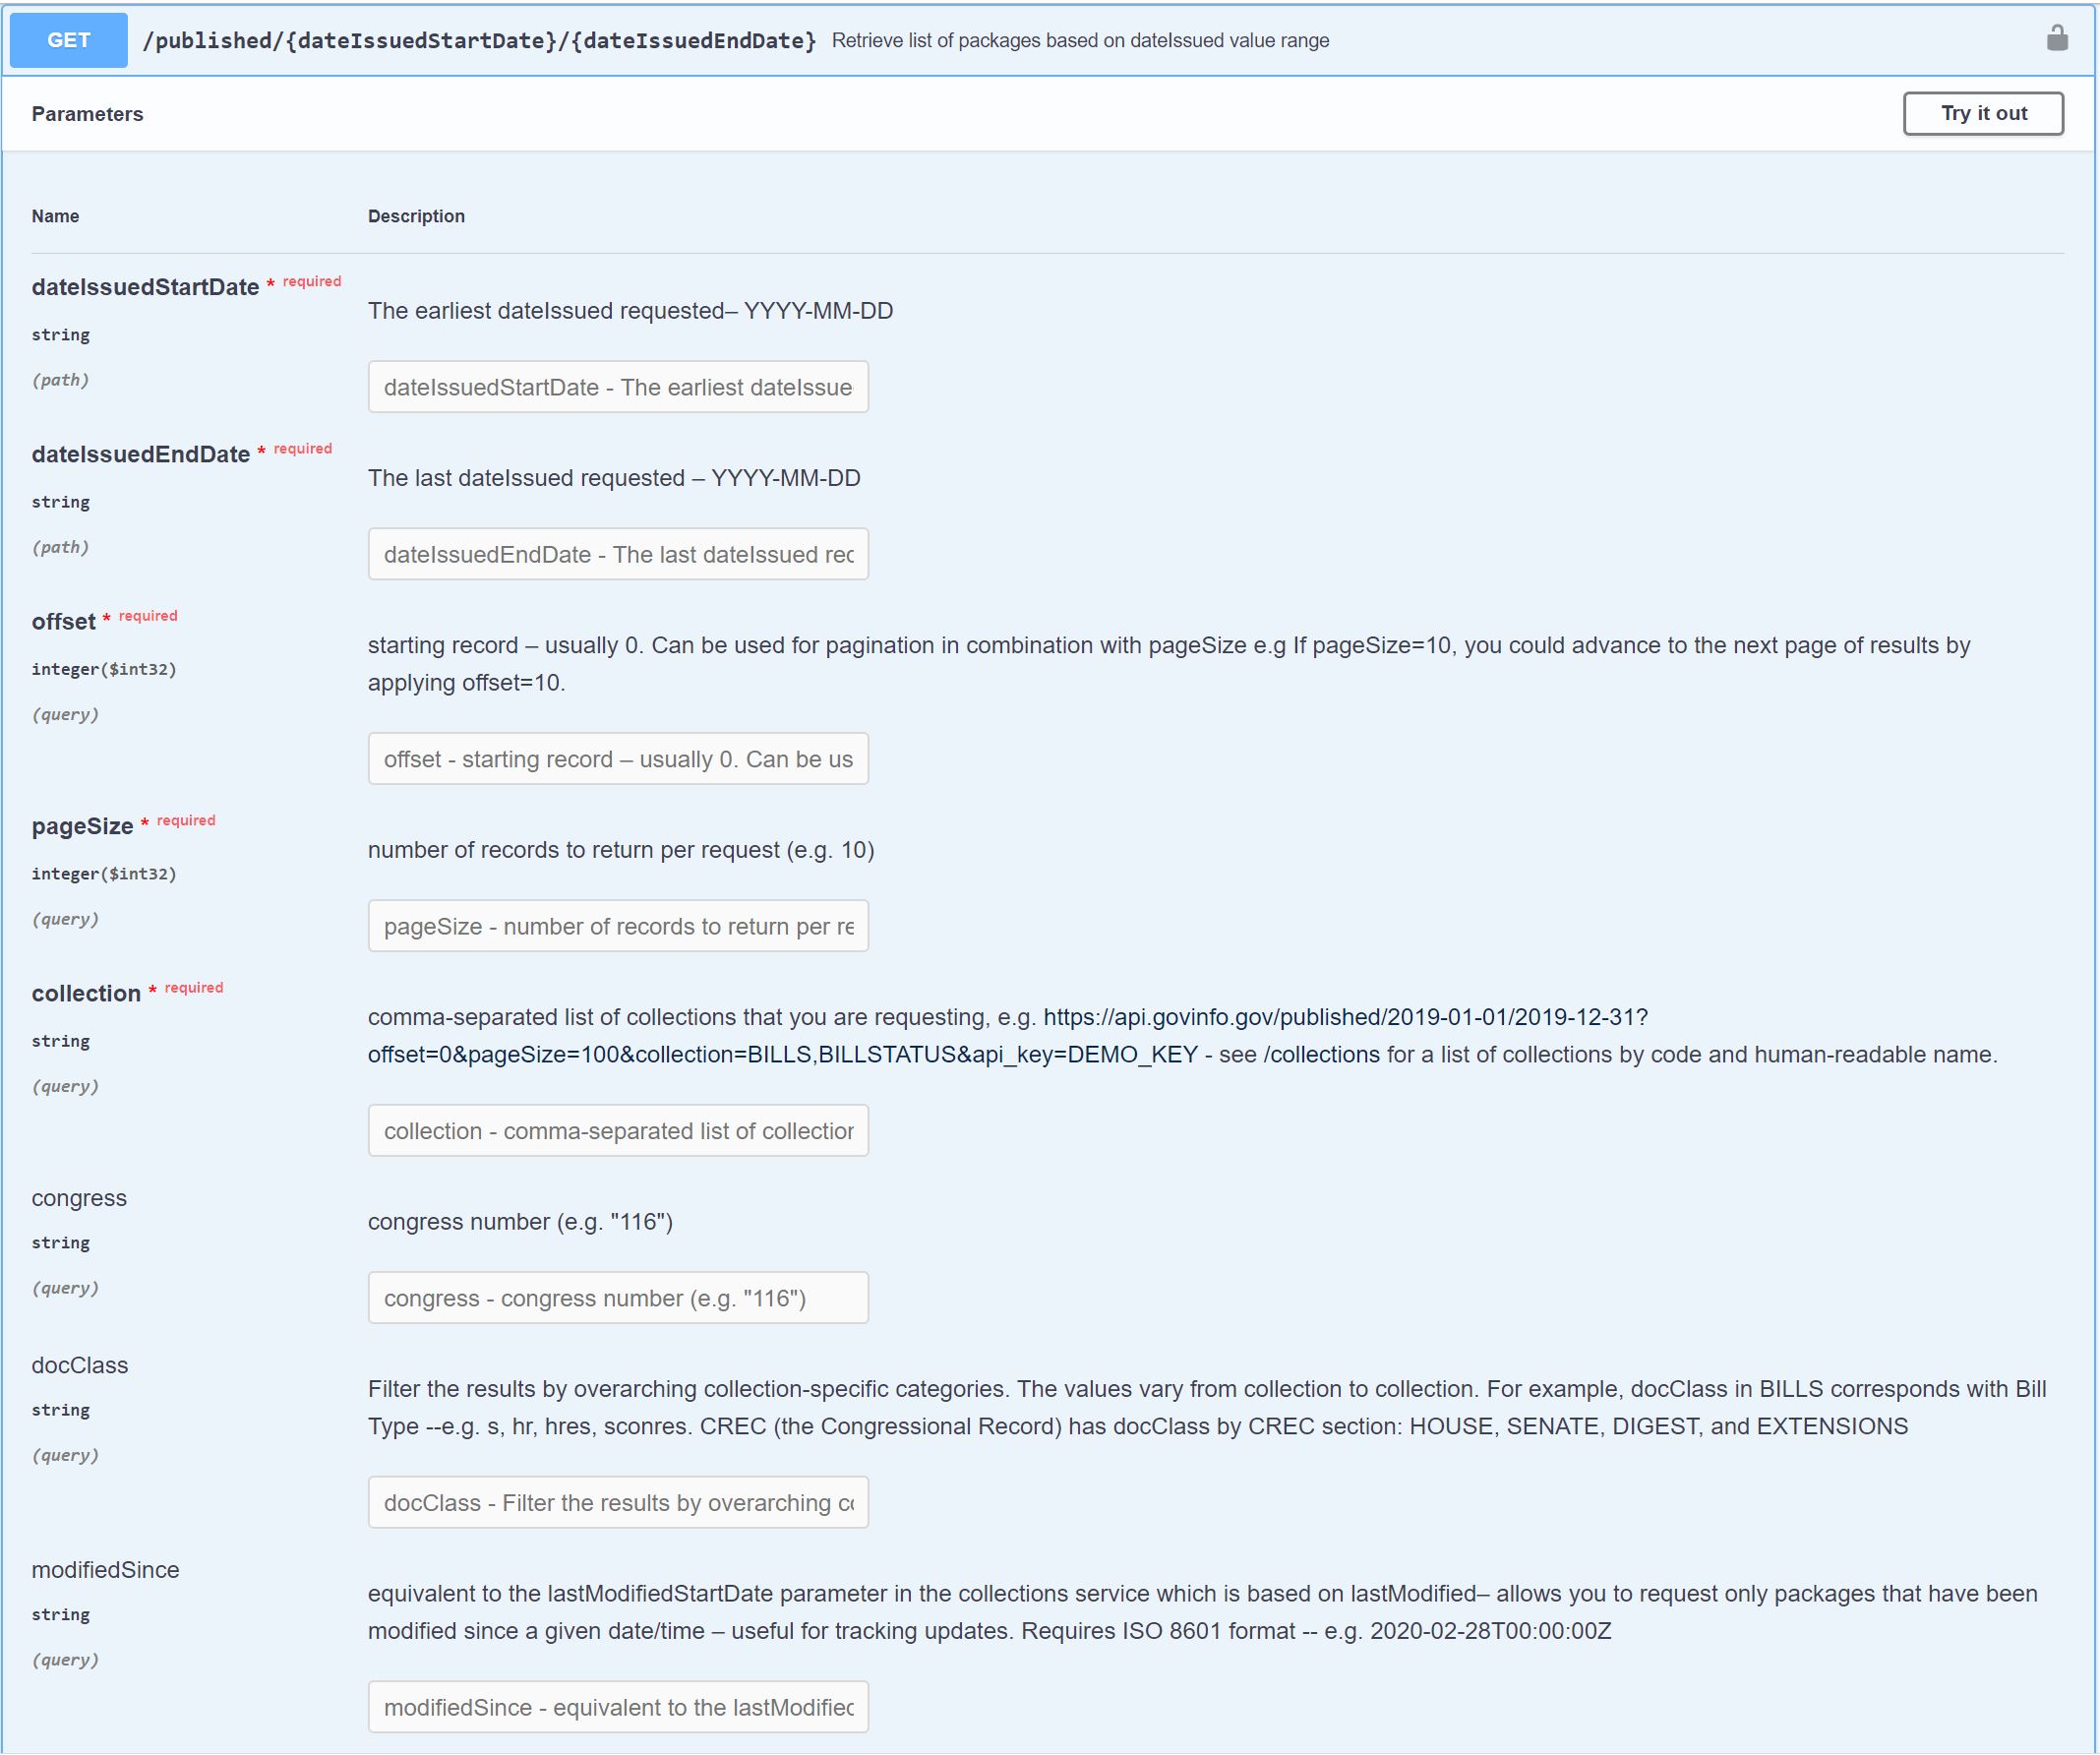 GET /published/{dateIssuedStartDate}/{dateIssuedEndDate} Retrieve list of packages based on dateIssued value range
Parameters Try it out
Name Description
dateIssuedStartDate * required
The earliest dateIssued requested– YYYY-MM-DD
string
(path)
dateIssuedStartDate - The earliest dateIssue
dateIssuedEndDate * required
The last dateIssued requested – YYYY-MM-DD
string
(path)
dateIssuedEndDate - The last dateIssued rec
offset * required
starting record – usually 0. Can be used for pagination in combination with pageSize e.g If pageSize=10, you could advance to the next page of results by
applying offset=10.
integer($int32)
(query)
offset - starting record – usually 0. Can be us
pageSize * required
number of records to return per request (e.g. 10)
integer($int32)
(query)
pageSize - number of records to return per re
collection * required
comma-separated list of collections that you are requesting, e.g. https://api.govinfo.gov/published/2019-01-01/2019-12-31?
offset=0&pageSize=100&collection=BILLS,BILLSTATUS&api_key=DEMO_KEY - see /collections for a list of collections by code and human-readable name.
string
(query)
collection - comma-separated list of collection
congress
congress number (e.g. "116")
string
(query)
congress - congress number (e.g. "116")
docClass
Filter the results by overarching collection-specific categories. The values vary from collection to collection. For example, docClass in BILLS corresponds with Bill
Type --e.g. s, hr, hres, sconres. CREC (the Congressional Record) has docClass by CREC section: HOUSE, SENATE, DIGEST, and EXTENSIONS
string
(query)
docClass - Filter the results by overarching co
modifiedSince
equivalent to the lastModifiedStartDate parameter in the collections service which is based on lastModified– allows you to request only packages that have been
modified since a given date/time – useful for tracking updates. Requires ISO 8601 format -- e.g. 2020-02-28T00:00:00Z
string
(query)
modifiedSince - equivalent to the lastModified